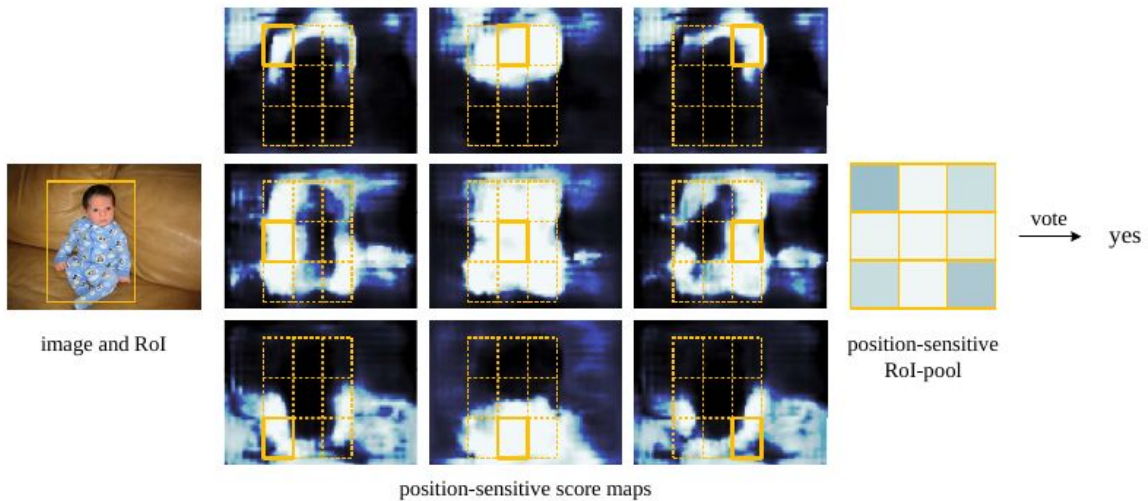 image and RoI
position-sensitive score maps
position-sensitive
RoI-pool
vote
yes